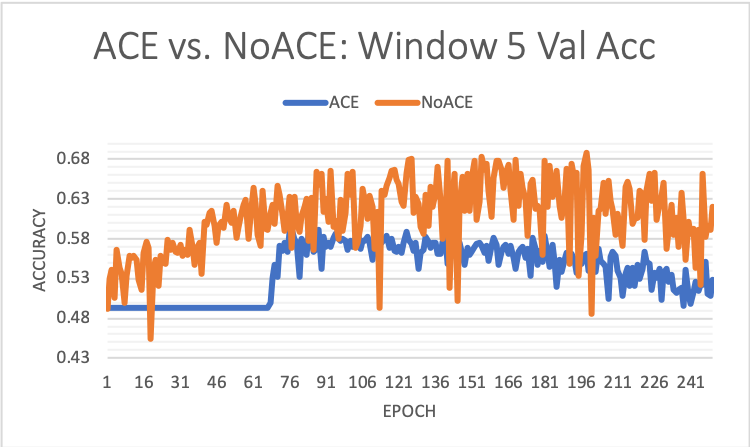 ACE vs. NoACE: Window 5 Val Acc
ACE NoACE
0.68
0.63
0.58
0.53
0.48
0.43
ACCURACY
1 16 31 46 61 76 91 106 121 136 151 166 181 196 211 226 241
EPOCH